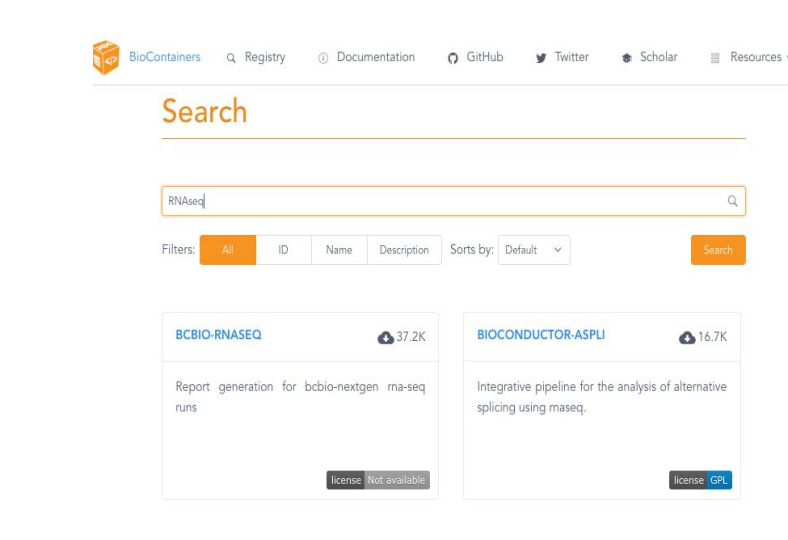 BioContainers Registry Documentation GitHub Twitter Scholar Resources
Search
RNAseq
Filters: All ID Name Description Sorts by: Default Search
BCBIO-RNASEQ 37.2K BIOCONDUCTOR-ASPLI 16.7K
Report generation for bcbio-nextgen rna-seq
runs
Integrative pipeline for the analysis of alternative
splicing using rnaseq.
license Not available license GPL